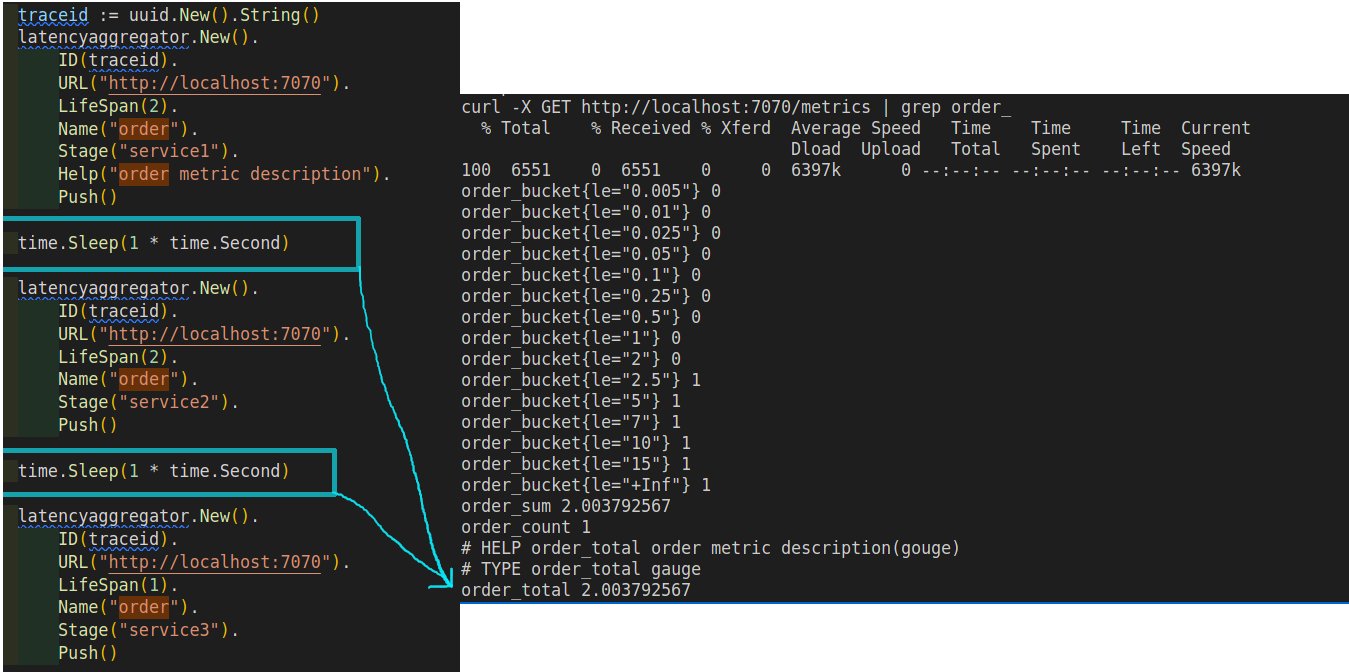 traceid := uuid.New().String()
latencyaggregator.New().
ID(traceid).
URL("http://localhost:7070").
LifeSpan(2).
Name("order").
Stage("service1").
Help("order metric description").
Push()
time.Sleep(1 * time.Second)
latencyaggregator.New().
ID(traceid).
URL("http://localhost:7070").
LifeSpan(2).
Name("order").
Stage("service2").
Push()
time.Sleep(1 * time.Second)
latencyaggregator.New().
ID(traceid).
URL("http://localhost:7070").
LifeSpan(1).
Name("order").
Stage("service3").
Push()
curl -X GET http://localhost:7070/metrics | grep order_
% Total % Received % Xferd Average Speed Time Time Time Current
Dload Upload Total Spent Left Speed
100 6551 0 6551 0 0 6397k 0 --:--:-- --:--:-- --:--:-- 6397k
order_bucket{le="0.005"} 0
order_bucket{le="0.01"} 0
order_bucket{le="0.025"} 0
order_bucket{le="0.05"} 0
order_bucket{le="0.1"} 0
order_bucket{le="0.25"} 0
order_bucket{le="0.5"} 0
order_bucket{le="1"} 0
order_bucket{le="2"} 0
order_bucket{le="2.5"} 1
order_bucket{le="5"} 1
order_bucket{le="7"} 1
order_bucket{le="10"} 1
order_bucket{le="15"} 1
order_bucket{le="+Inf"} 1
order_sum 2.003792567
order_count 1
# HELP order_total order metric description(gouge)
# TYPE order_total gauge
order_total 2.003792567